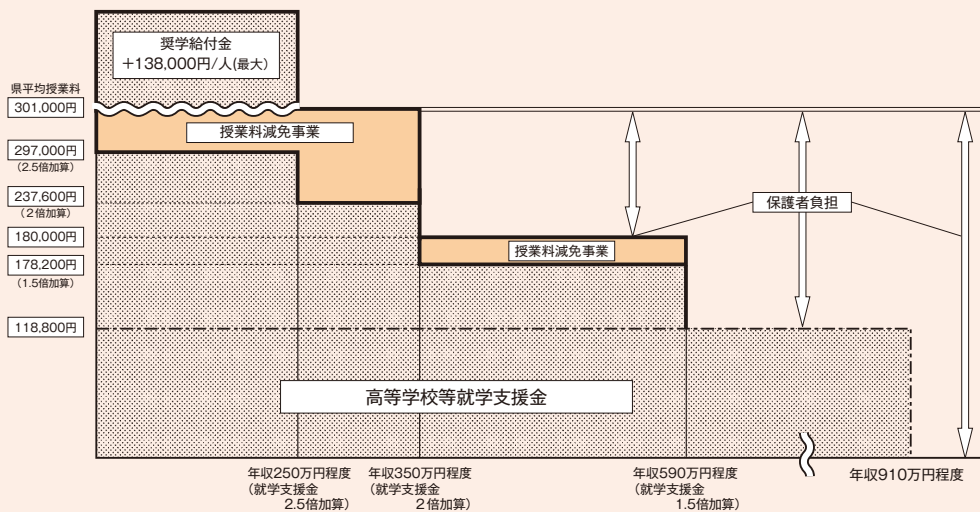 奨学給付金
+138,000円/人(最大)
県平均授業料
301,000円
授業料減免事業
297,000円
(2.5倍加算)
237,600円
(2倍加算)
保護者負担
180,000円
授業料減免事業
178,200円
(1.5倍加算)
118,800円
高等学校等就学支援金
年収250万円程度
(就学支援金
2.5倍加算)
年収350万円程度
(就学支援金
2倍加算)
年収590万円程度
(就学支援金
1.5倍加算)
年収910万円程度